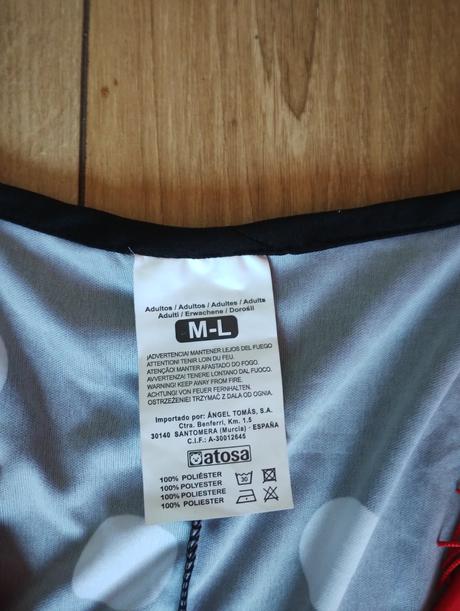 Adultos / Adultos / Adultes / Adults
Adulti / Erwachene / Dorośli
M-L
¡ADVERTENCIA! MANTENER LEJOS DEL FUEGO
ATTENTION! TENIR LOIN DU FEU.
ATENÇÃO! MANTER AFASTADO DO FOGO.
AVVERTENZA! TENERE LONTANO DAL FUOCO.
WARNING! KEEP AWAY FROM FIRE.
ACHTUNG! VON FEUER FERNHALTEN.
OSTRZEŻENIE! TRZYMAĆ Z DALA OD OGNIA.
Importado por: ÁNGEL TOMÁS, S.A.
Ctra. Benferri, Km. 1.5
30140 SANTOMERA (Murcia) - ESPAÑA
C.I.F.: A-30012645
atosa
100% POLIÉSTER
100% POLYESTER
100% POLIESTERE
100% POLIESTER
30